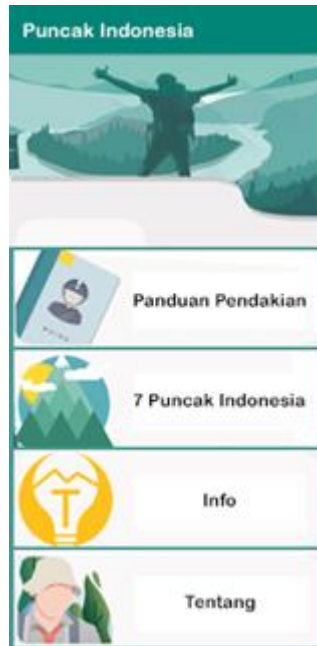 Puncak Indonesia
Panduan Pendakian
7 Puncak Indonesia
Info
Tentang